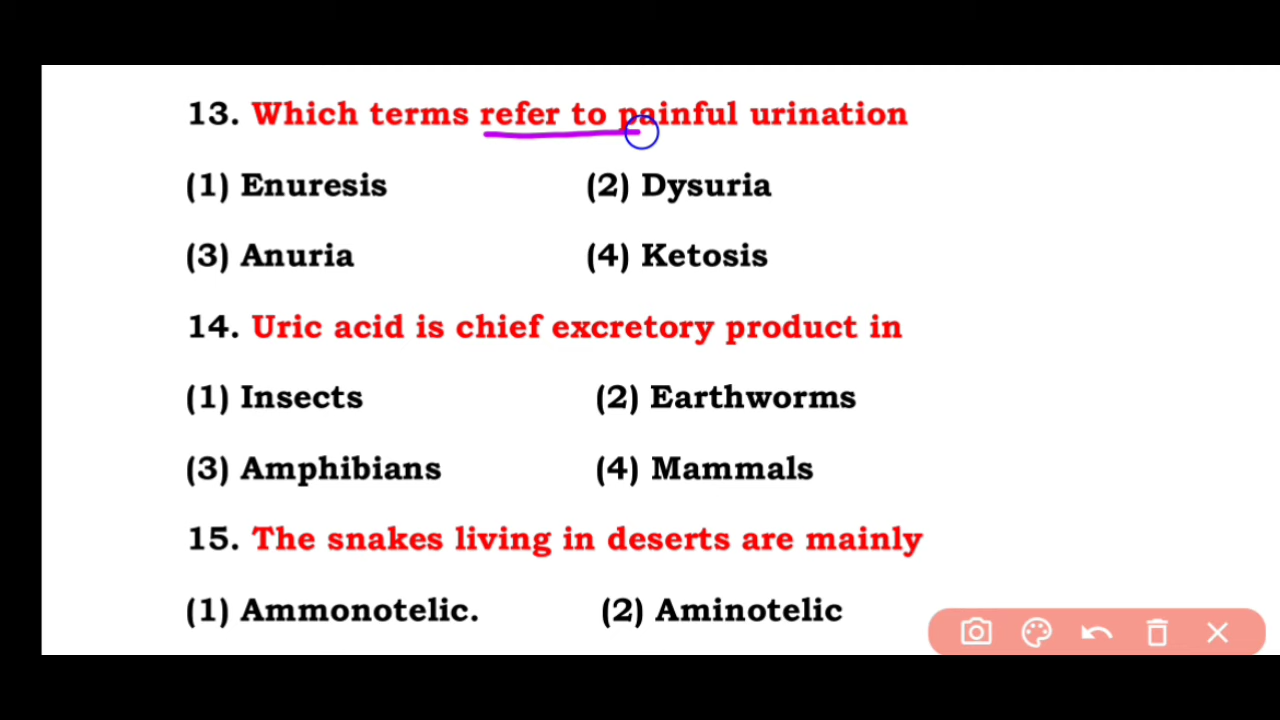 13. Which terms refer to painful urination
(1) Enuresis (2) Dysuria
(3) Anuria (4) Ketosis
14. Uric acid is chief excretory product in
(1) Insects (2) Earthworms
(3) Amphibians (4) Mammals
15. The snakes living in deserts are mainly
(1) Ammonotelic. (2) Aminotelic